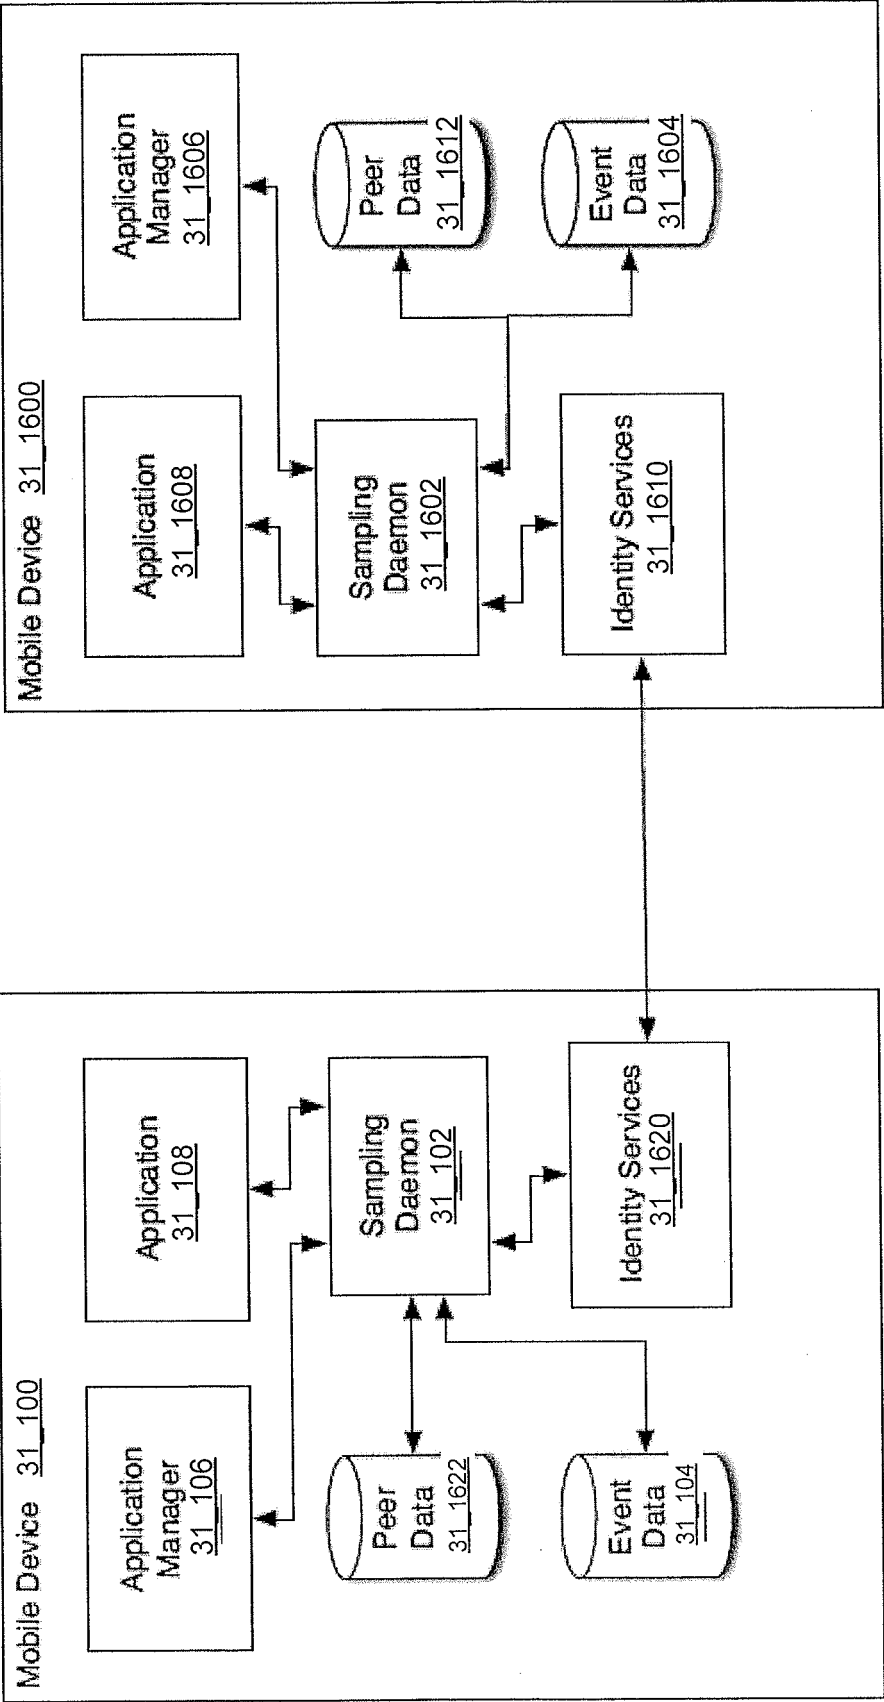 Mobile Device 31_100
Application
Manager
31_106
Application
31_108
Peer
Data
31_1622
Sampling
Daemon
31_102
Event
Data
31_104
Identity Services
31_1620
Mobile Device 31_1600
Application
31_1608
Application
Manager
31_1606
Sampling
Daemon
31_1602
Peer
Data
31_1612
Identity Services
31_1610
Event
Data
31_1604